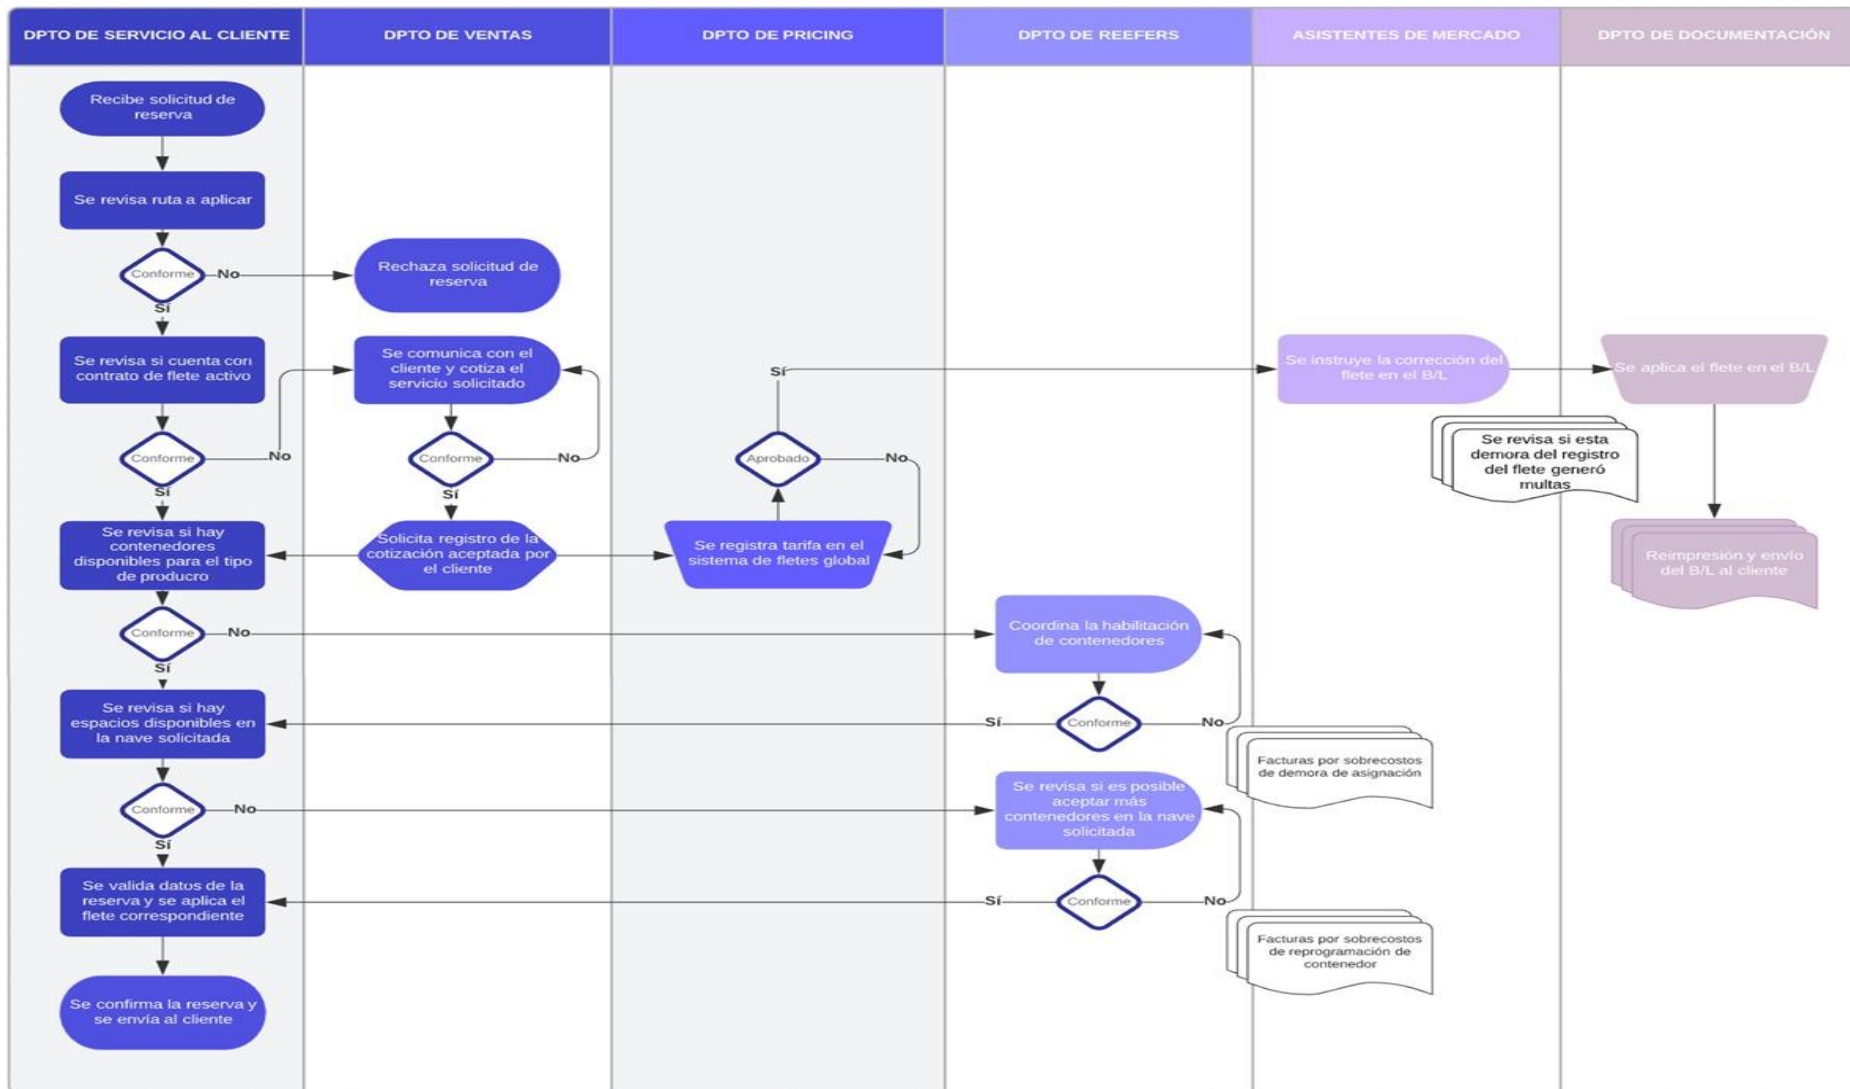 DPTO DE SERVICIO AL CLIENTE
DPTO DE VENTAS
DPTO DE PRICING
DPTO DE REEFERS
ASISTENTES DE MERCADO
DPTO DE DOCUMENTACIÓN
Recibe solicitud de
reserva
Se revisa ruta a aplicar
Conforme
No
Sí
Rechaza solicitud de
reserva
Se revisa si cuenta con
contrato de flete activo
Conforme
No
Sí
Se comunica con el
cliente y cotiza el
servicio solicitado
Conforme
No
Sí
Solicita registro de la
cotización aceptada por
el cliente
Sí
Aprobado
No
Se registra tarifa en el
sistema de fletes global
Se instruye la corrección del
flete en el B/L
Se revisa si esta
demora del registro
del flete generó
multas
Se aplica el flete en el B/L
Reimpresión y envío
del B/L al cliente
Se revisa si hay
contenedores
disponibles para el tipo
de producro
Conforme
No
Sí
Coordina la habilitación
de contenedores
Sí
Conforme
No
Facturas por sobrecostos
de demora de asignación
Se revisa si hay
espacios disponibles en
la nave solicitada
Conforme
No
Sí
Se revisa si es posible
aceptar más
contenedores en la nave
solicitada
Sí
Conforme
No
Facturas por sobrecostos
de reprogramación de
contenedor
Se valida datos de la
reserva y se aplica el
flete correspondiente
Se confirma la reserva y
se envía al cliente